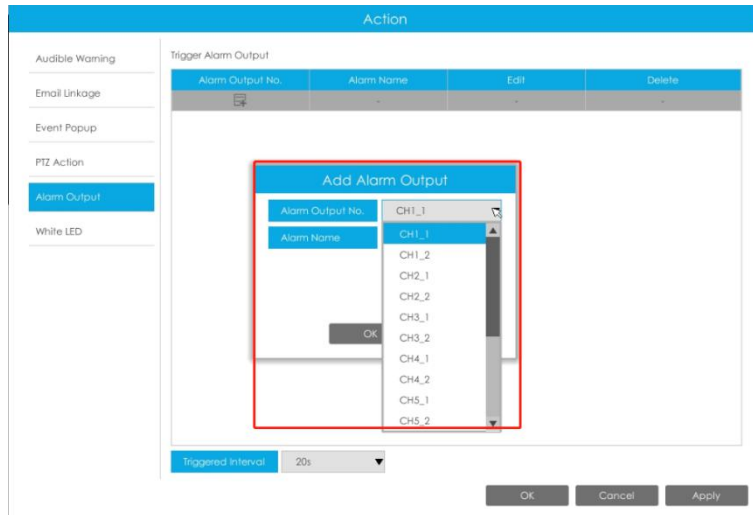 Action
Audible Warning
Email Linkage
Event Popup
PTZ Action
Alarm Output
White LED
Trigger Alarm Output
Alarm Output No. Alarm Name Edit Delete
- - -
Add Alarm Output
Alarm Output No. CH1_1
Alarm Name
CH1_1
CH1_2
CH2_1
CH2_2
CH3_1
CH3_2
CH4_1
CH4_2
CH5_1
CH5_2
OK
Triggered Interval 20s
OK Cancel Apply